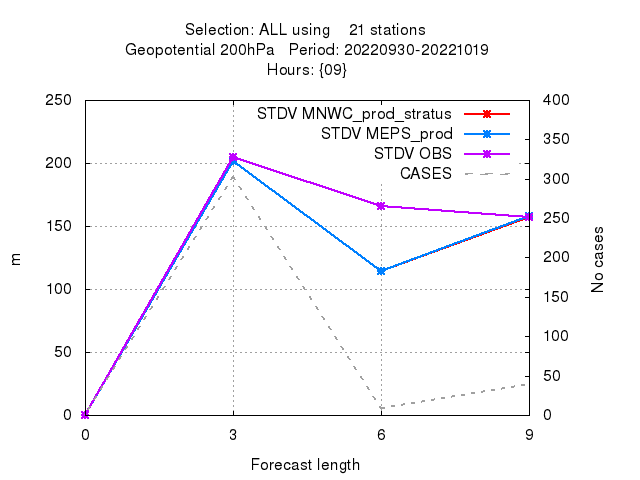 Selection: ALL using 21 stations
Geopotential 200hPa Period: 20220930-20221019
Hours: {09}
250 400
STDV MNWC_prod_stratus
350
STDV MEPS_prod
200
STDV OBS
300
CASES
150 250
m
200
No cases
100
150
50
100
50
0 0
0 3 6 9
Forecast length